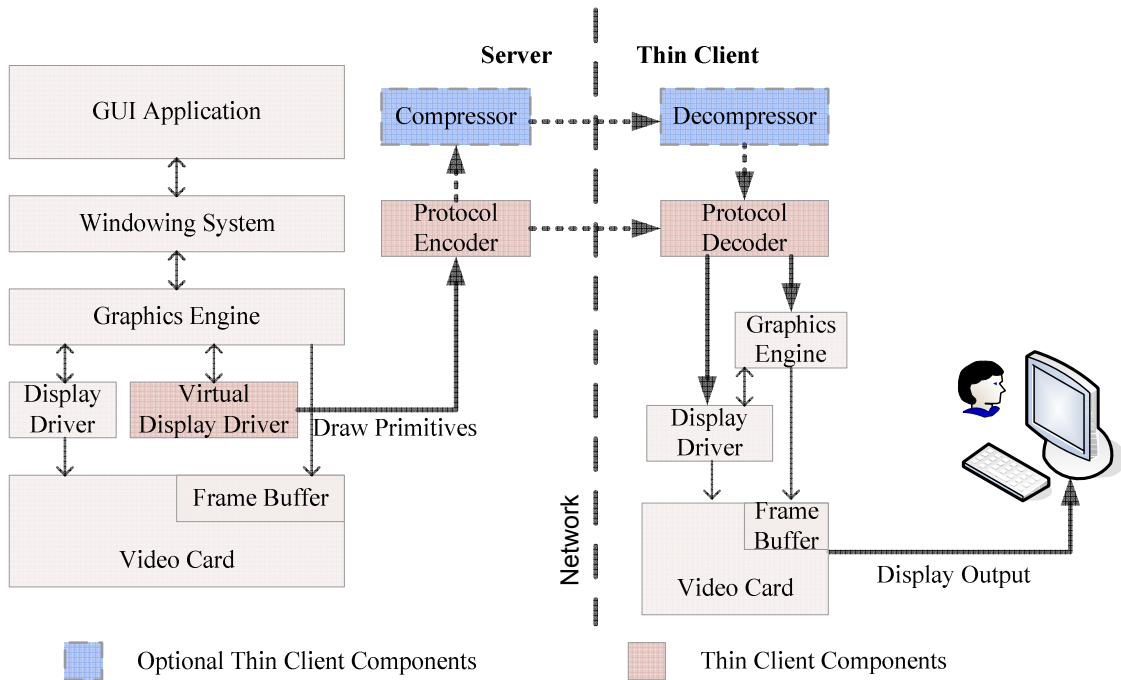 Server
Thin Client
GUI Application
Compressor
Decompressor
Windowing System
Protocol
Encoder
Protocol
Decoder
Graphics Engine
Graphics
Engine
Display
Driver
Virtual
Display Driver
Draw Primitives
Display
Driver
Frame Buffer
Video Card
Network
Frame
Buffer
Video Card
Display Output
Optional Thin Client Components
Thin Client Components